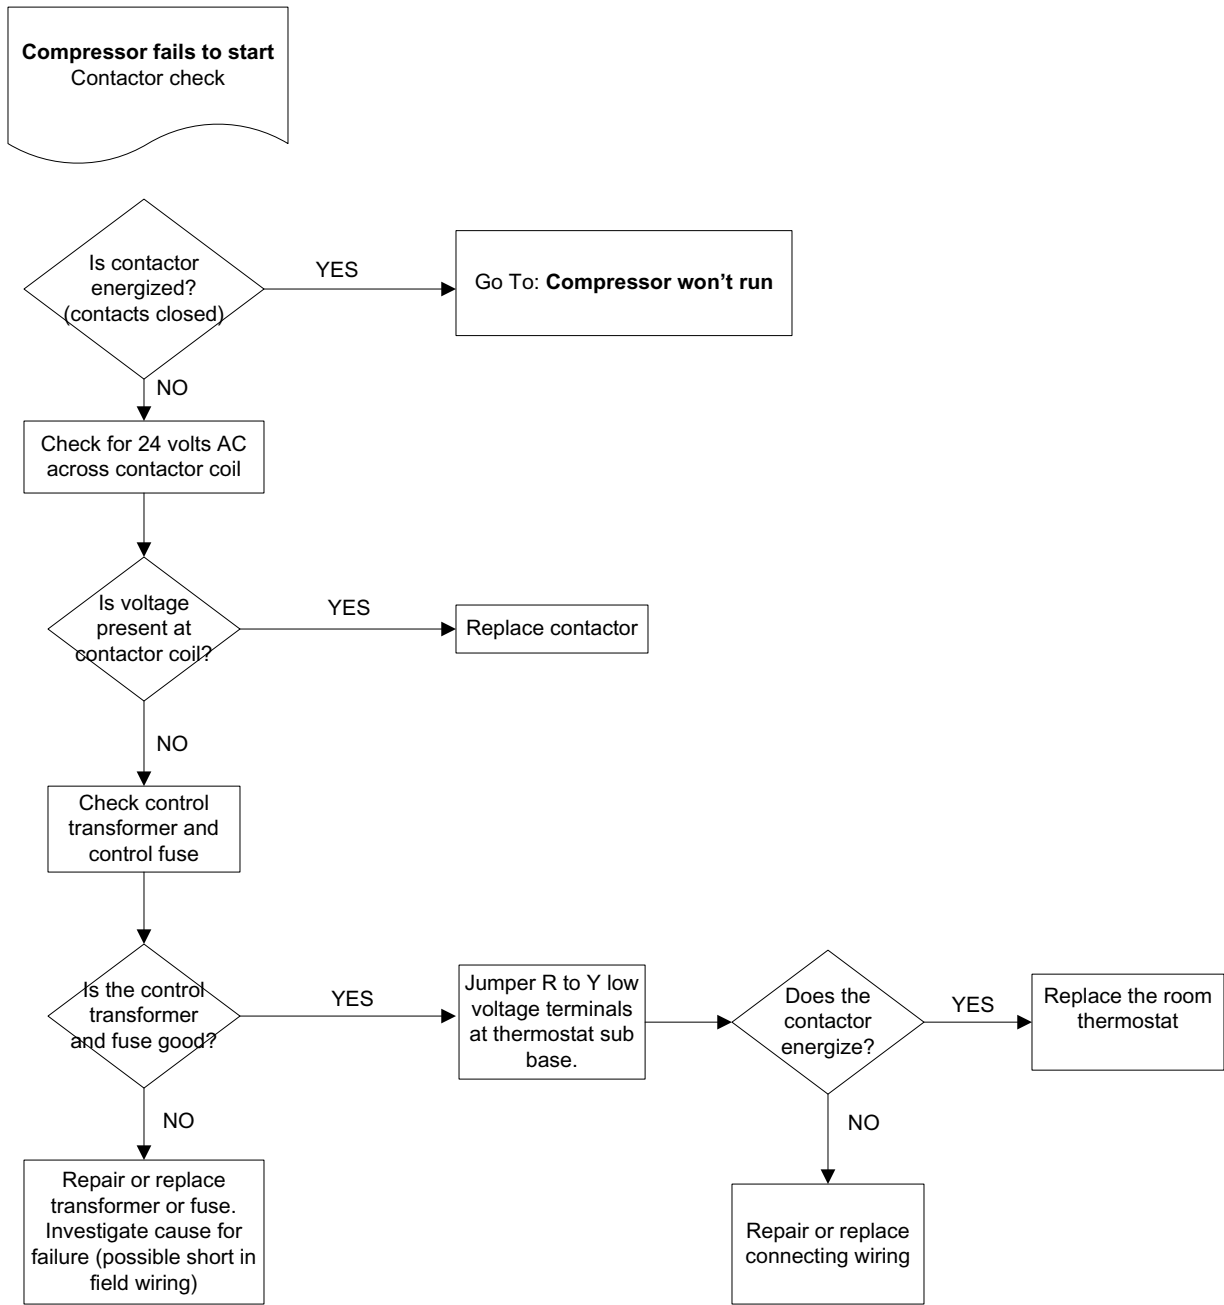 Compressor fails to start
Contactor check
Is contactor
energized?
(contacts closed)
YES
Go To: Compressor won’t run
NO
Check for 24 volts AC
across contactor coil
Is voltage
present at
contactor coil?
YES
Replace contactor
NO
Check control
transformer and
control fuse
Is the control
transformer
and fuse good?
YES
Jumper R to Y low
voltage terminals
at thermostat sub
base.
Does the
contactor
energize?
YES
Replace the room
thermostat
NO
Repair or replace
transformer or fuse.
Investigate cause for
failure (possible short in
field wiring)
NO
Repair or replace
connecting wiring